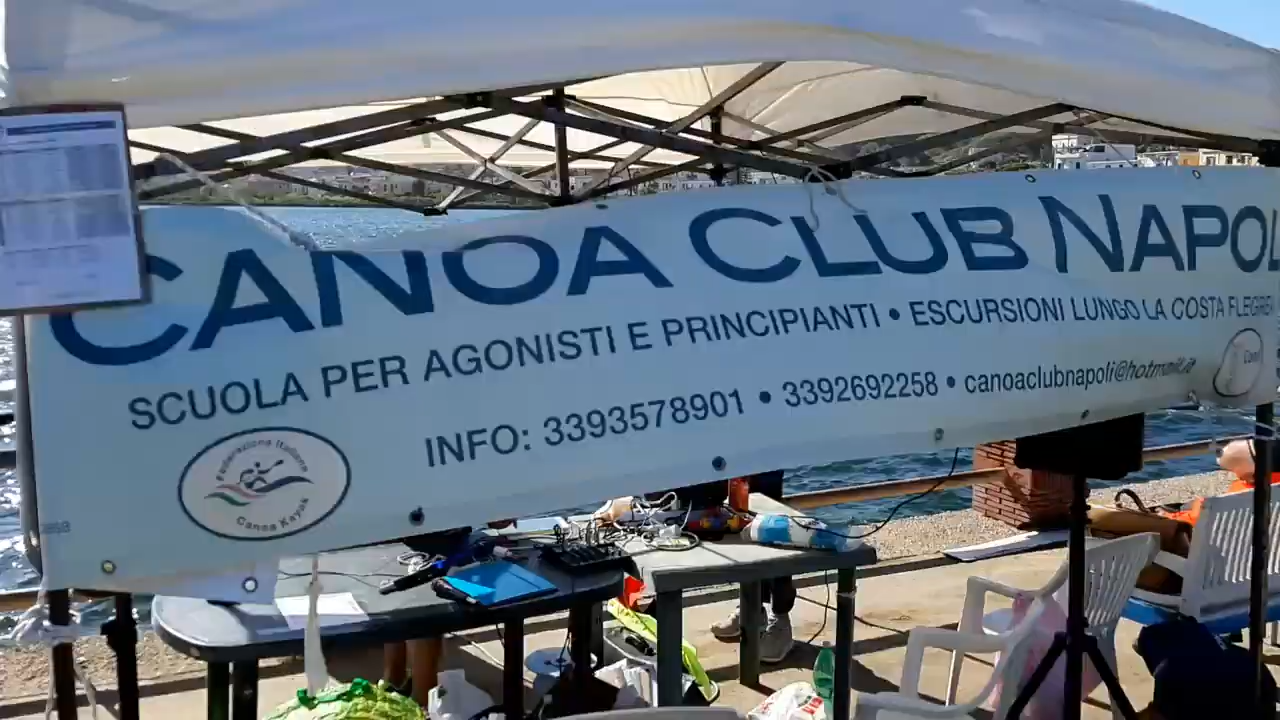 CANOA CLUB NAPOL
SCUOLA PER AGONISTI E PRINCIPIANTI • ESCURSIONI LUNGO LA COSTA FLEGRE
INFO: 3393578901 • 3392692258 • canoaclubnapoli@hotmail.it
Federazione Italiana
Canoa Kayak